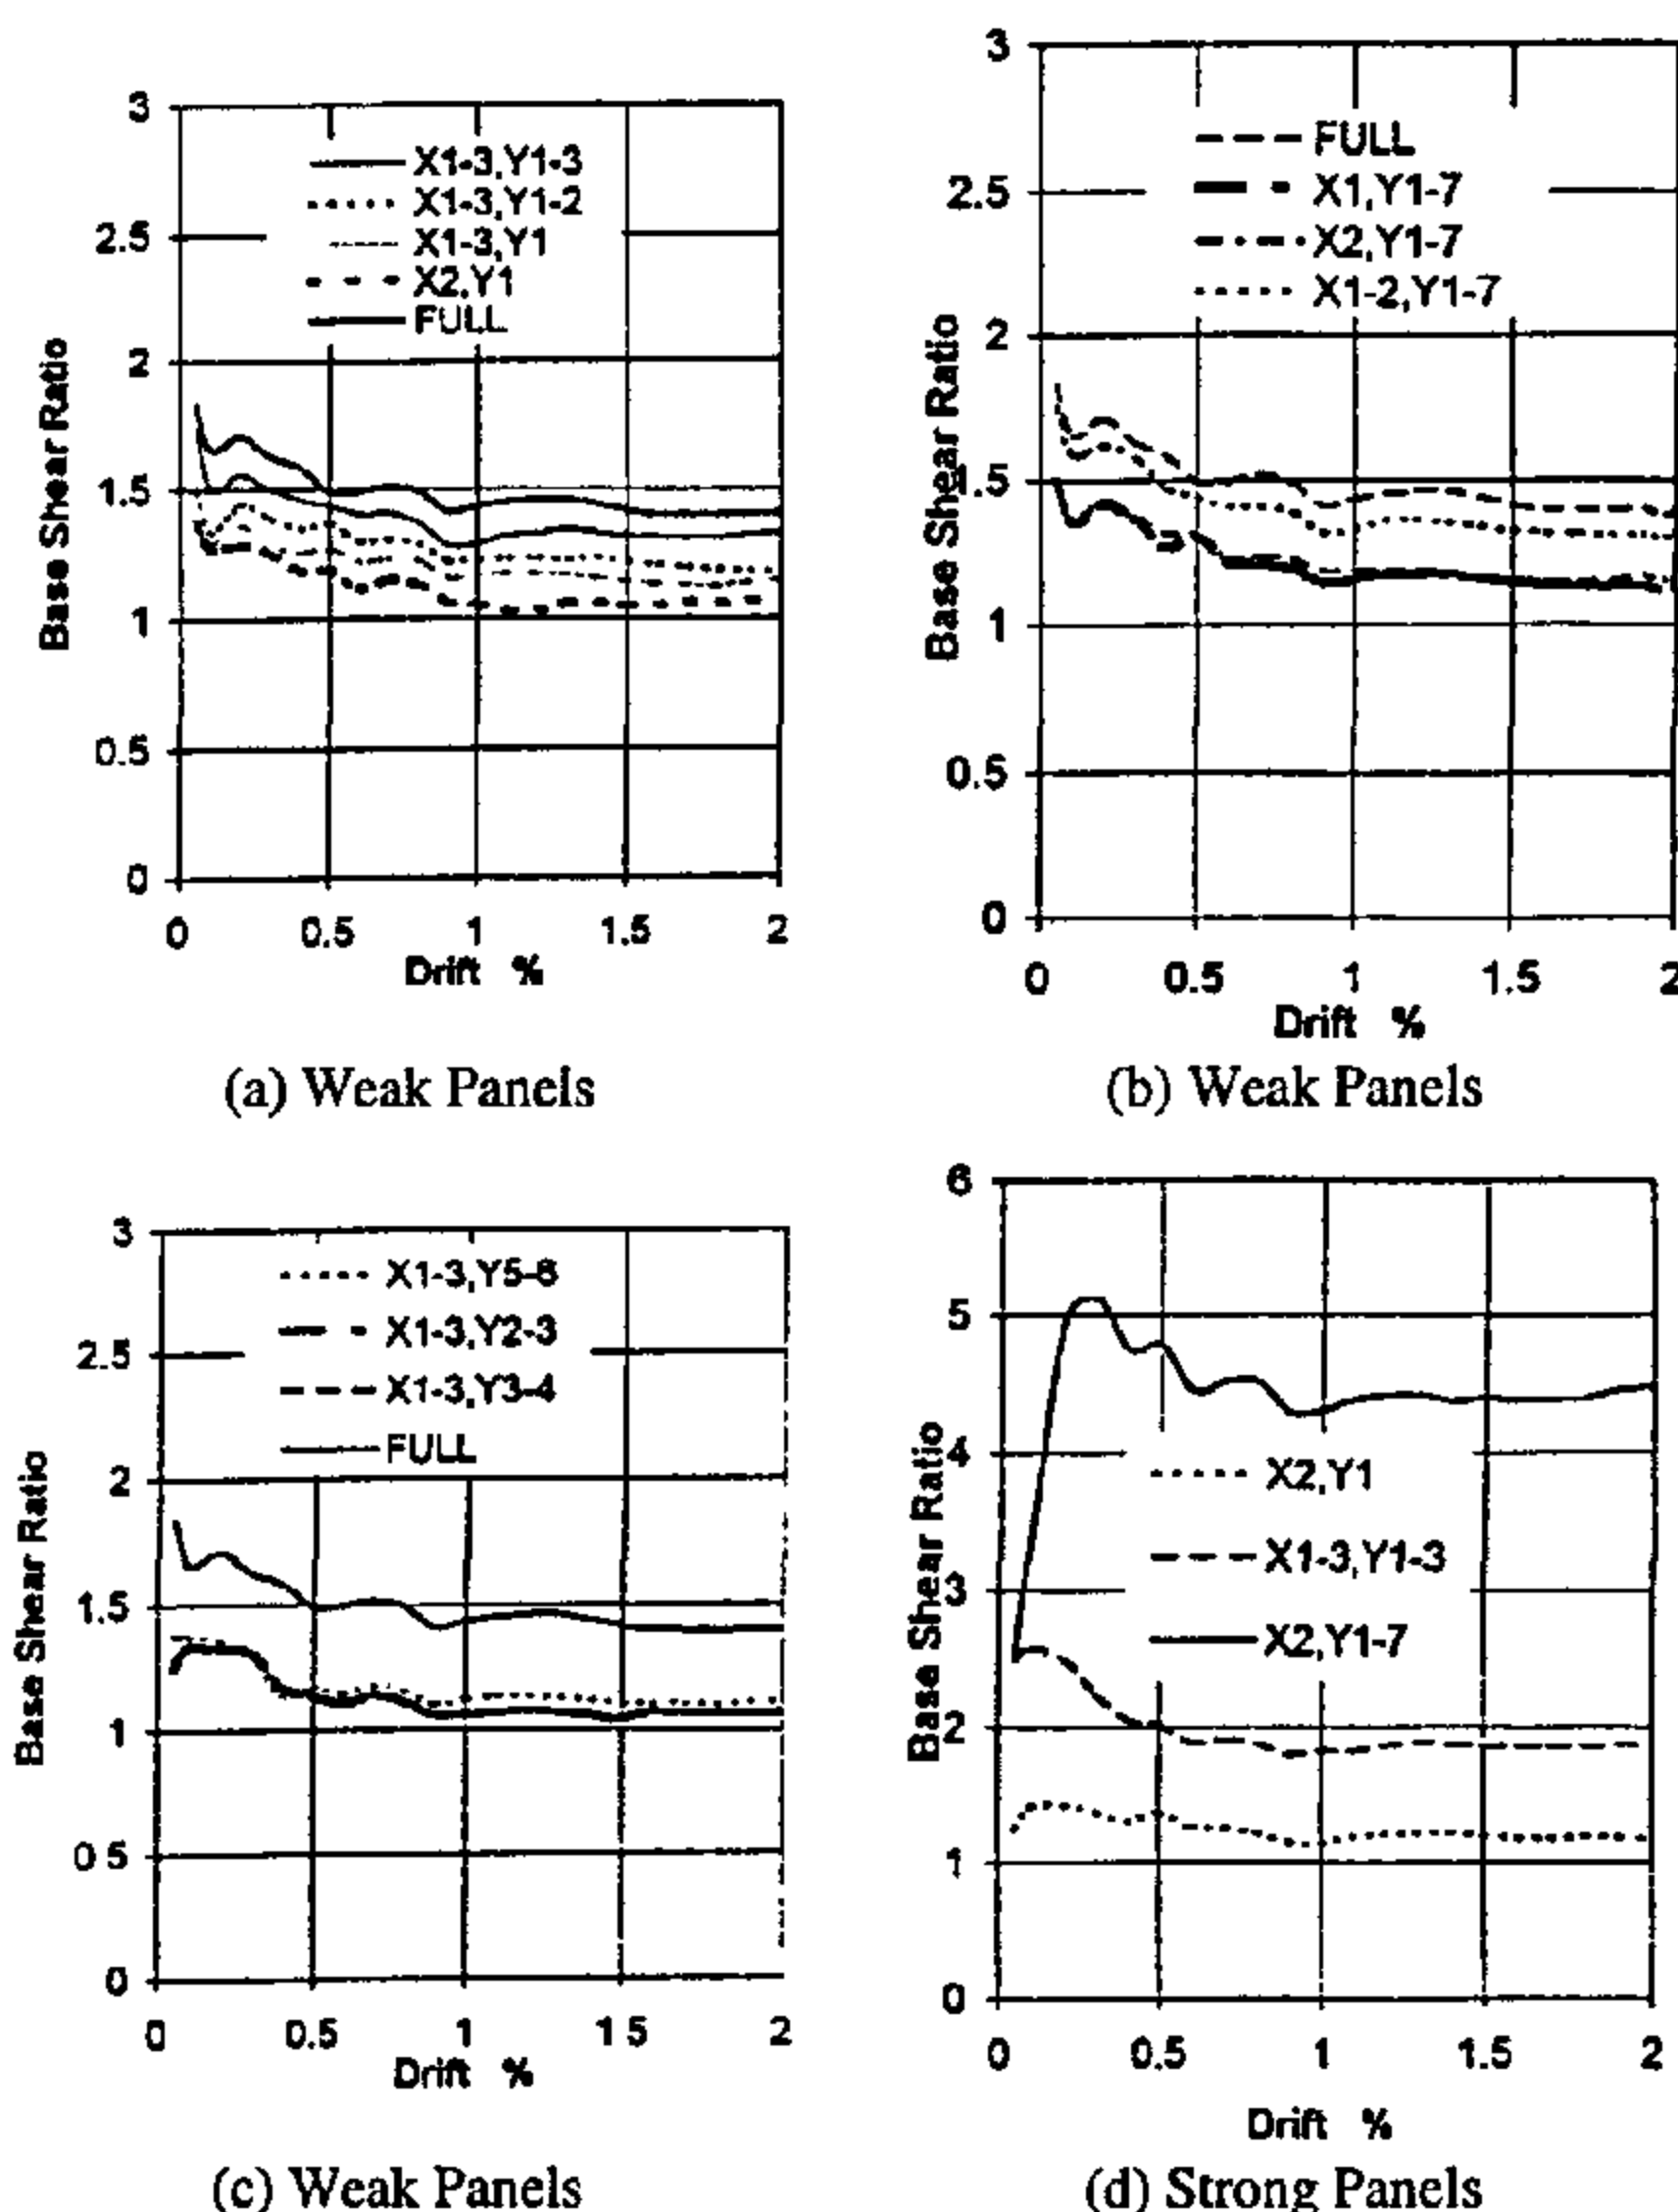 3
2.5
2
1.5
1
0.5
0
X1-3,Y1-3
X1-3,Y1-2
X1-3,Y1
X2,Y1
FULL
Base Shear Ratio
0 0.5 1 1.5 2
Drift %
(a) Weak Panels
3
2.5
2
1.5
1
0.5
0
FULL
X1,Y1-7
X2,Y1-7
X1-2,Y1-7
Base Shear Ratio
0 0.5 1 1.5 2
Drift %
(b) Weak Panels
3
2.5
2
1.5
1
0 5
0
X1-3,Y5-6
X1-3,Y2-3
X1-3,Y3-4
FULL
Base Shear Ratio
0 0.5 1 1 5 2
Drift %
(c) Weak Panels
6
5
4
3
2
1
0
X2,Y1
X1-3,Y1-3
X2,Y1-7
Base Shear Ratio
0 0.5 1 1.5 2
Drift %
(d) Strong Panels